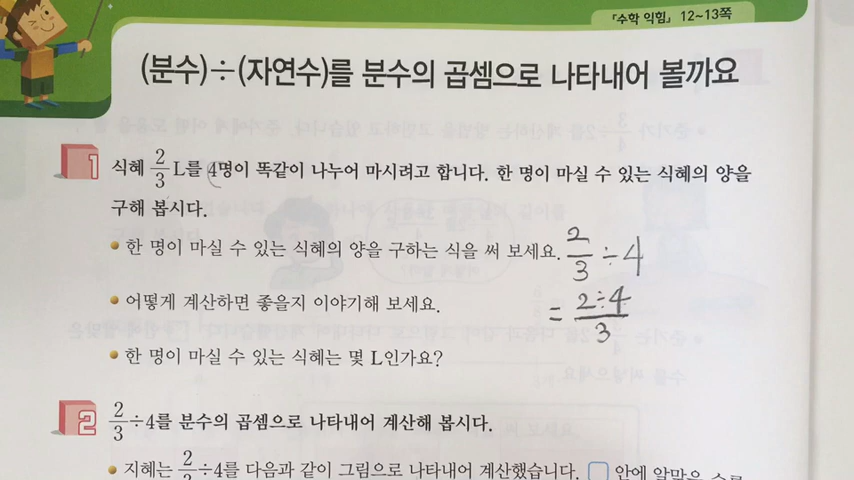 『수학 익힘』 12~13쪽
(분수)÷(자연수)를 분수의 곱셈으로 나타내어 볼까요
1 식혜 2/3 L를 4명이 똑같이 나누어 마시려고 합니다. 한 명이 마실 수 있는 식혜의 양을
구해 봅시다.
• 한 명이 마실 수 있는 식혜의 양을 구하는 식을 써 보세요. 2/3 ÷ 4
• 어떻게 계산하면 좋을지 이야기해 보세요. = (2÷4)/3
• 한 명이 마실 수 있는 식혜는 몇 L인가요?
2 2/3÷4를 분수의 곱셈으로 나타내어 계산해 봅시다.
• 지혜는 2/3÷4를 다음과 같이 그림으로 나타내어 계산했습니다. □ 안에 알맞은 수를